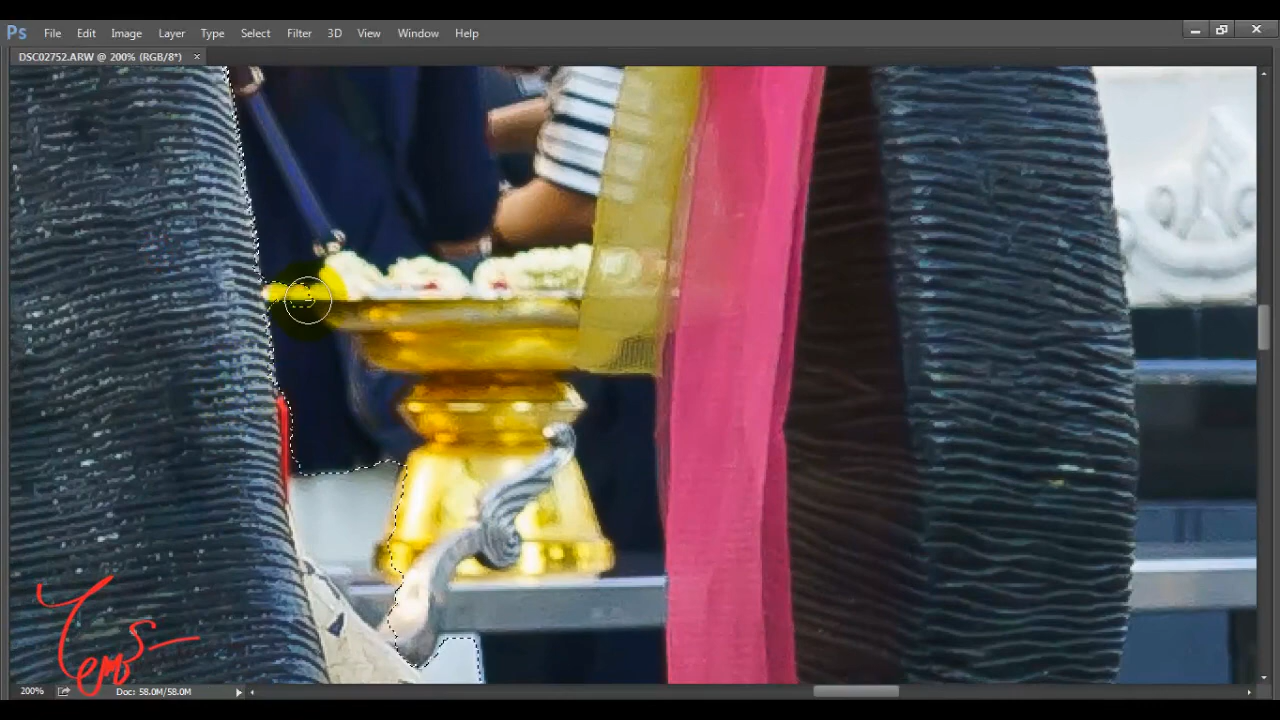 Ps File Edit Image Layer Type Select Filter 3D View Window Help
DSC02752.ARW @ 200% (RGB/8*) ×
200% Doc: 58.0M/58.0M